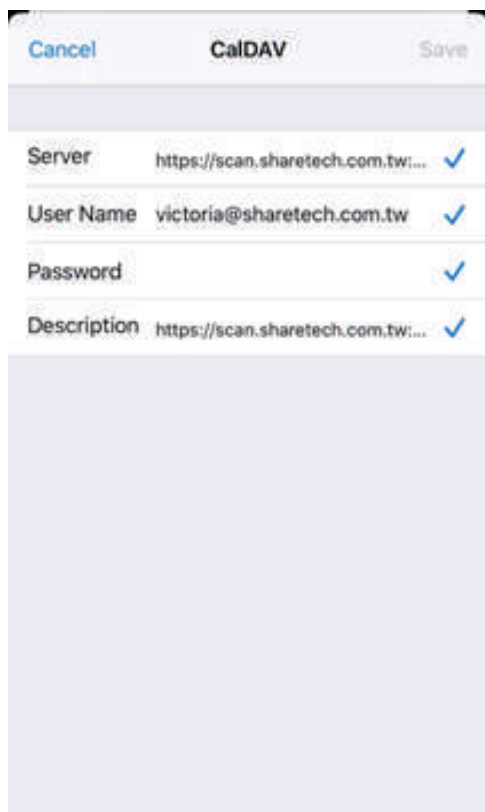 Cancel CalDAV Save
Server https://scan.sharetech.com.tw:...
User Name victoria@sharetech.com.tw
Password
Description https://scan.sharetech.com.tw:...